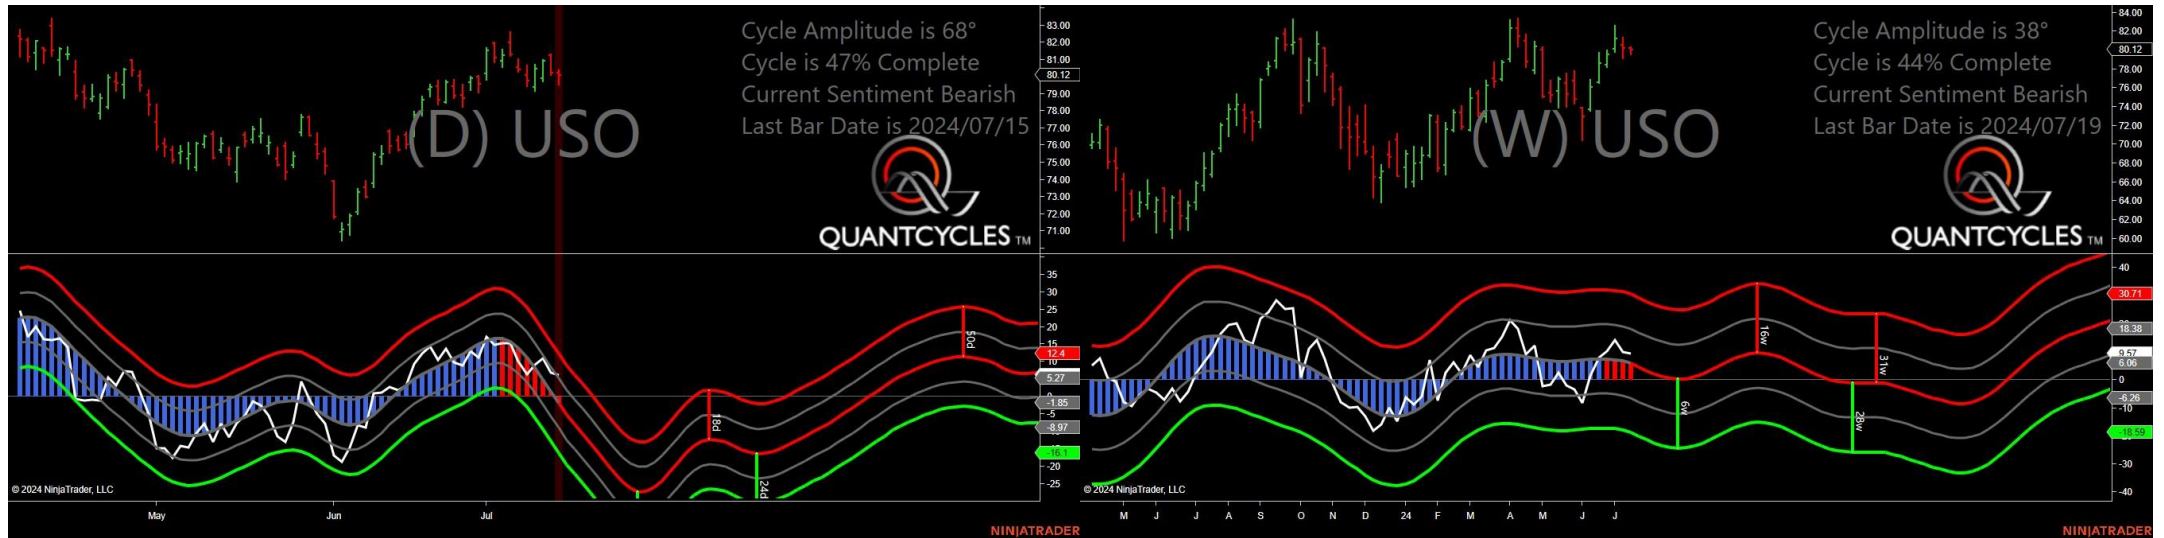 Cycle Amplitude is 68°
Cycle is 47% Complete
Current Sentiment Bearish
Last Bar Date is 2024/07/15
(D) USO
QUANTCYCLES TM
83.00
82.00
81.00
80.12
79.00
78.00
77.00
76.00
75.00
74.00
73.00
72.00
71.00
35
30
25
20
15
12.4
5.27
-1.85
-5
-8.97
-16.1
-20
-25
50d
18d
24d
© 2024 NinjaTrader, LLC
May Jun Jul
NINJATRADER
Cycle Amplitude is 38°
Cycle is 44% Complete
Current Sentiment Bearish
Last Bar Date is 2024/07/19
(W) USO
QUANTCYCLES TM
84.00
82.00
80.12
78.00
76.00
74.00
72.00
70.00
68.00
66.00
64.00
62.00
60.00
40
30.71
18.38
9.57
6.06
0
-6.26
-10
-18.59
-30
-40
16w
31w
6w
28w
© 2024 NinjaTrader, LLC
M J J A S O N D 24 F M A M J J
NINJATRADER